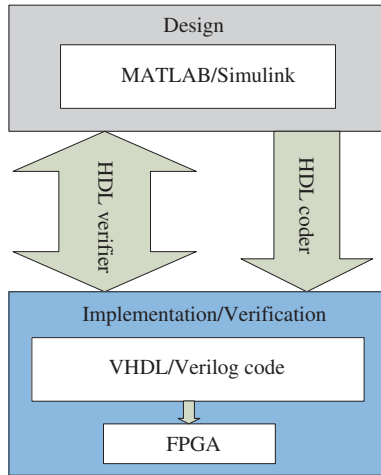 Design
MATLAB/Simulink
HDL verifier
HDL coder
Implementation/Verification
VHDL/Verilog code
FPGA